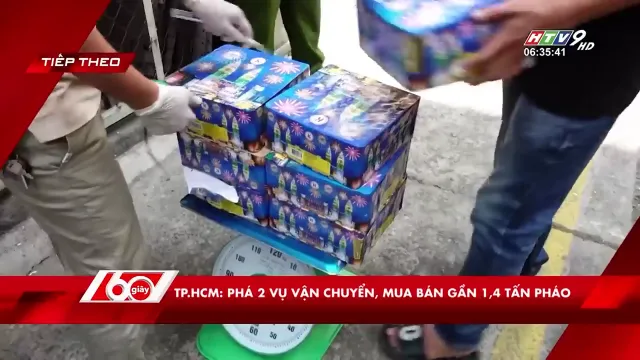 TIẾP THEO
HTV9 HD
06:35:41
60 giây
TP.HCM: PHÁ 2 VỤ VẬN CHUYỂN, MUA BÁN GẦN 1,4 TẤN PHÁO